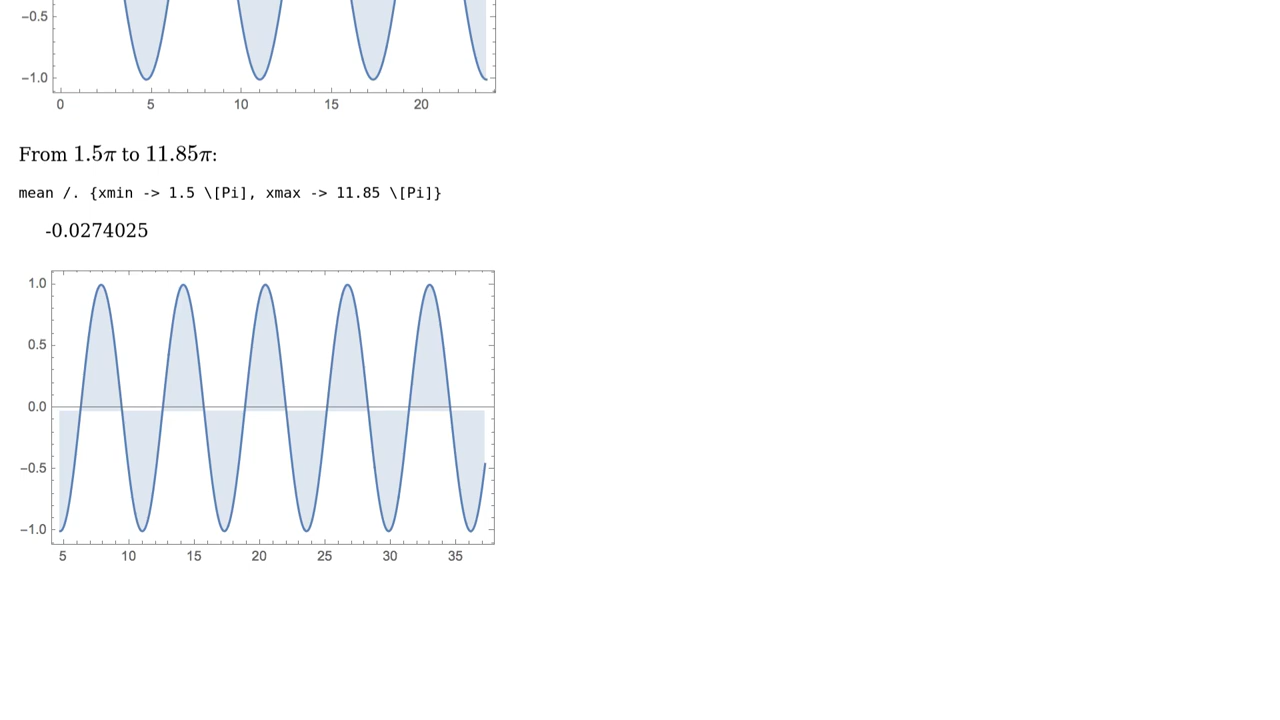 −0.5
−1.0
0 5 10 15 20
From 1.5π to 11.85π:
mean /. {xmin -> 1.5 \[Pi], xmax -> 11.85 \[Pi]}
-0.0274025
1.0
0.5
0.0
−0.5
−1.0
5 10 15 20 25 30 35